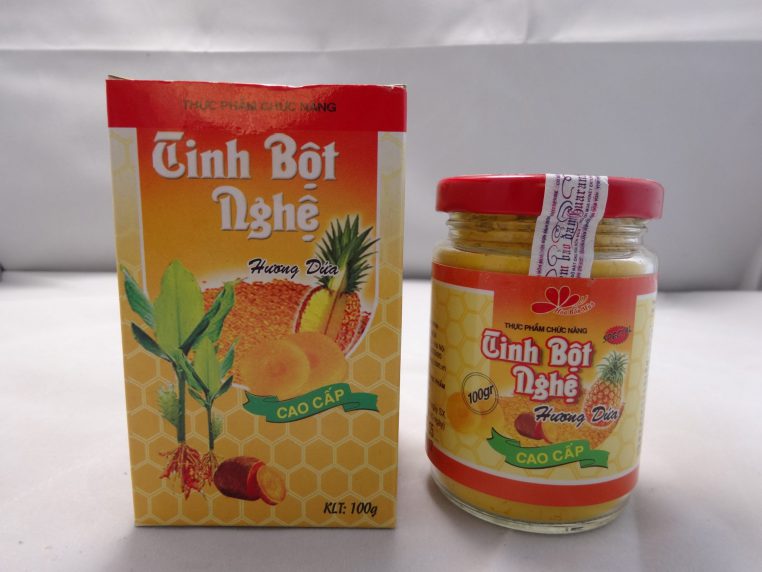 THỰC PHẨM CHỨC NĂNG
Tinh Bột
Nghệ
Hương Dứa
CAO CẤP
KLT: 100g
THỰC PHẨM CHỨC NĂNG
SPECIAL
Tinh Bột
Nghệ
100gr
Hương Dứa
CAO CẤP